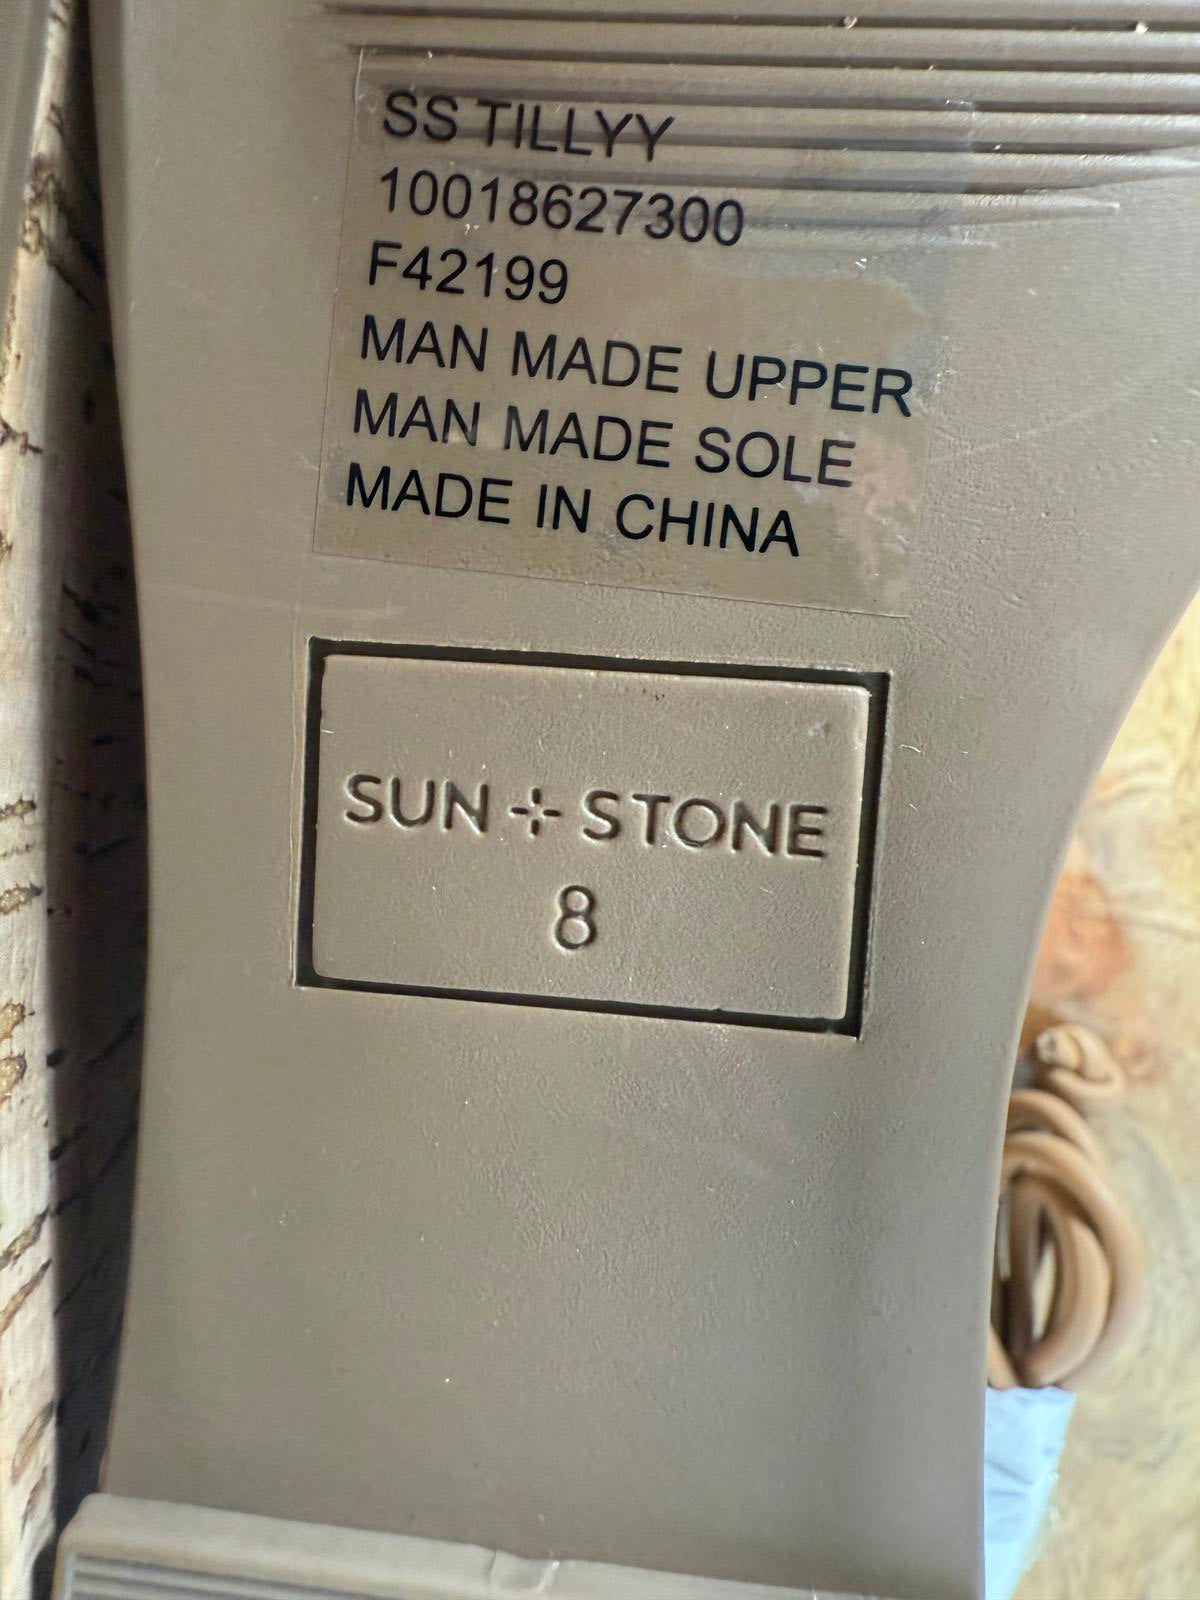 SS TILLYY
10018627300
F42199
MAN MADE UPPER
MAN MADE SOLE
MADE IN CHINA
SUN + STONE
8